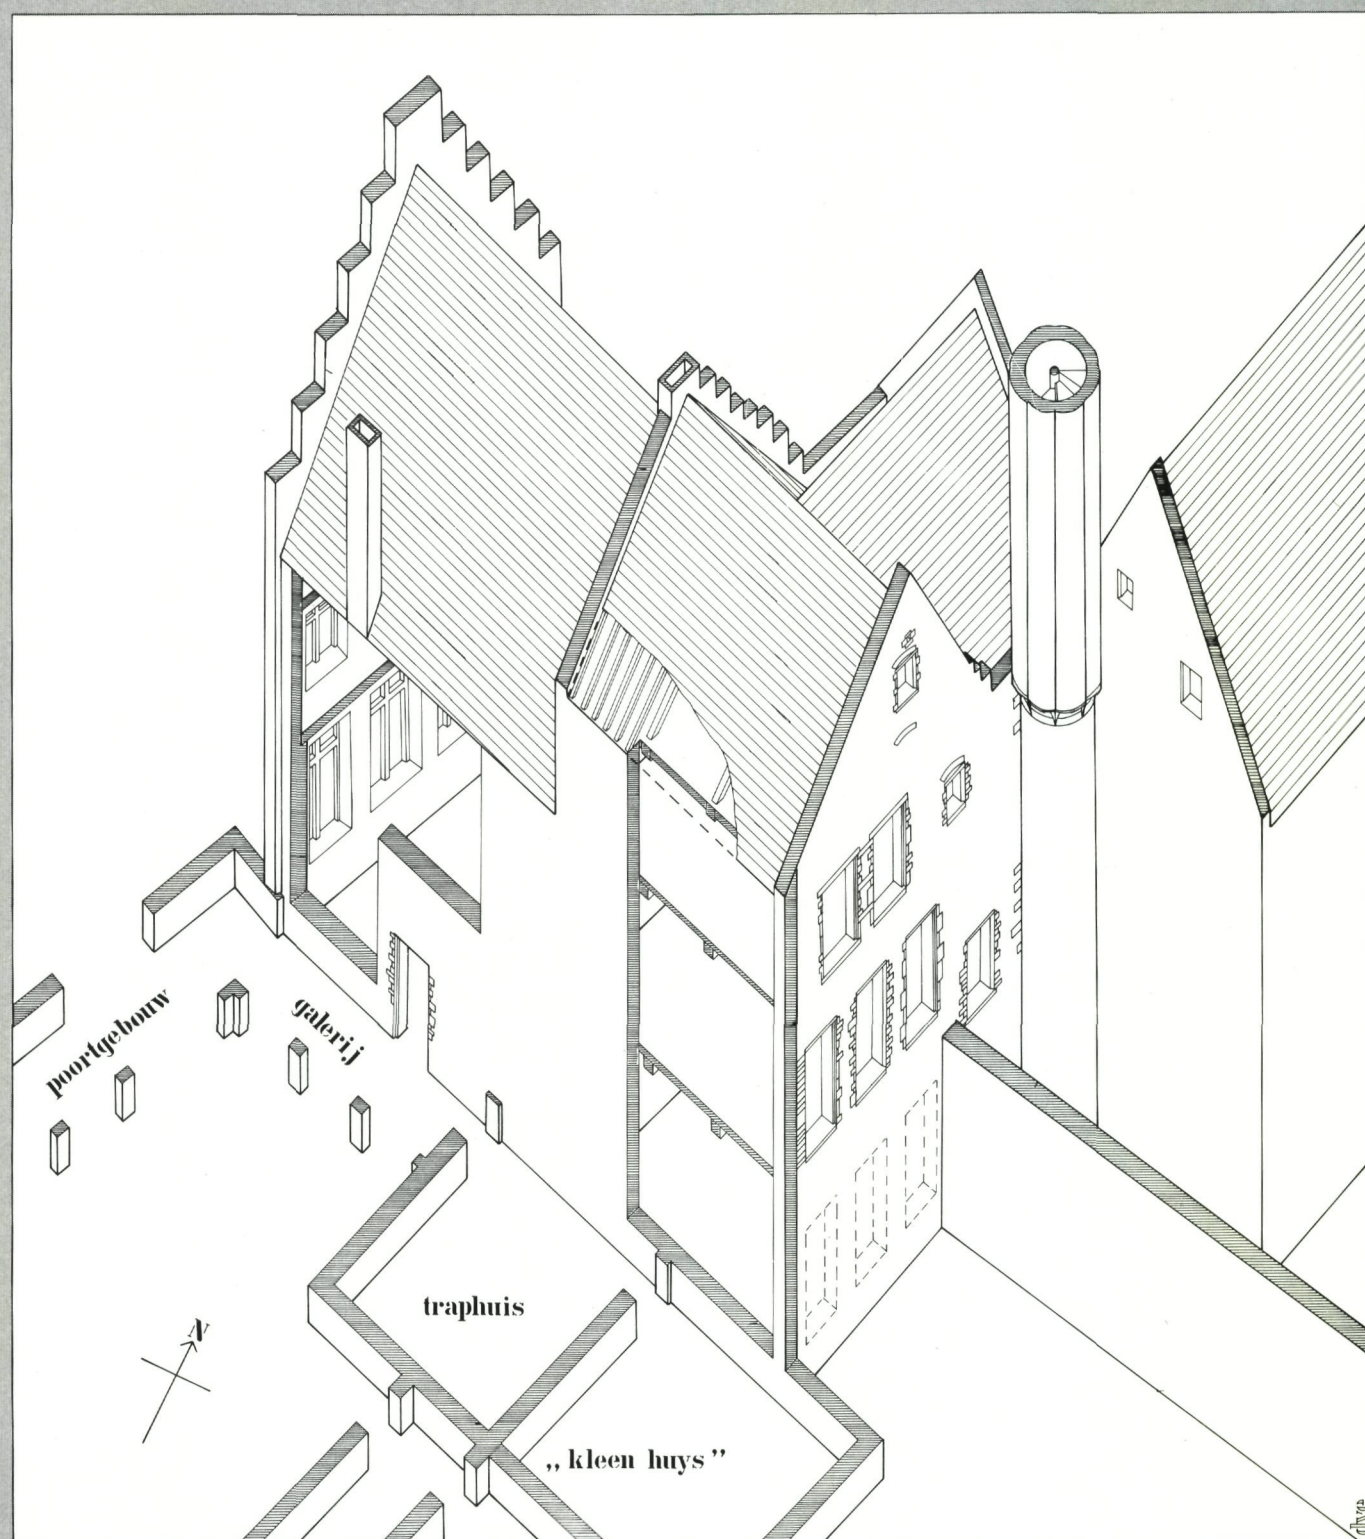 poortgebouw
galerij
N
traphuis
„ kleen huys ”